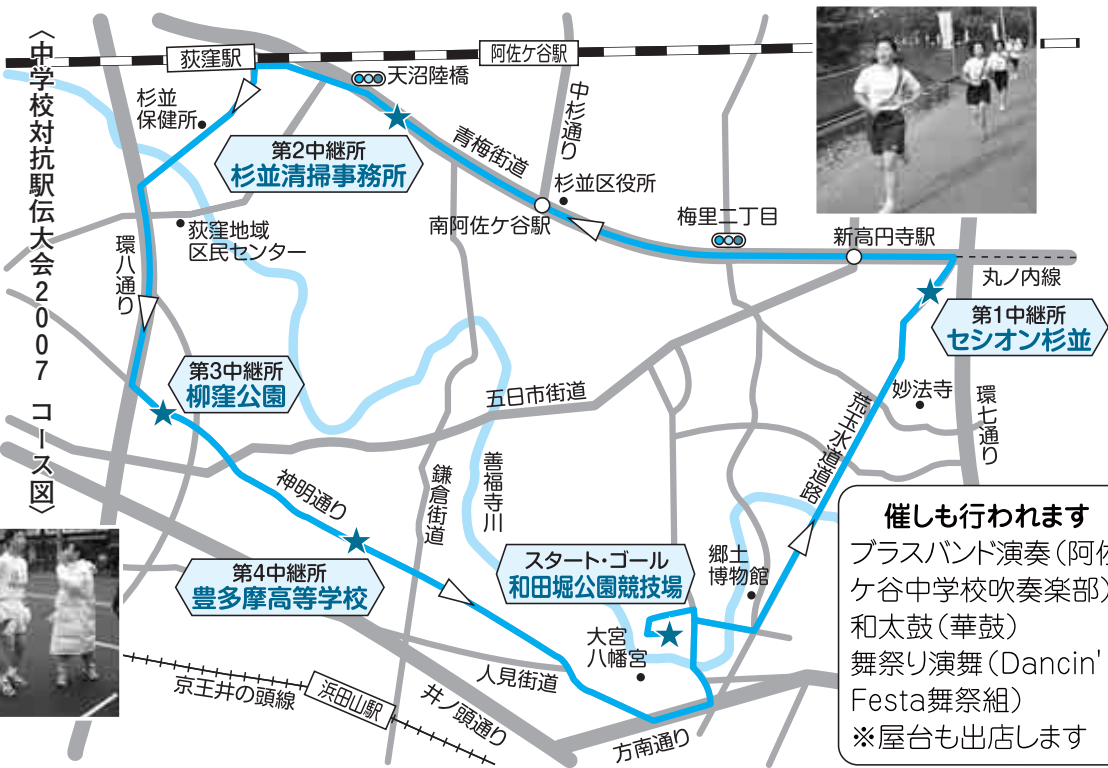 〈中学校対抗駅伝大会2007 コース図〉
荻窪駅
阿佐ケ谷駅
天沼陸橋
杉並
保健所
中杉通り
第2中継所
杉並清掃事務所
青梅街道
杉並区役所
南阿佐ケ谷駅
梅里二丁目
新高円寺駅
荻窪地域
区民センター
環八通り
丸ノ内線
第1中継所
セシオン杉並
第3中継所
柳窪公園
五日市街道
妙法寺
環七通り
荒玉水道道路
神明通り
鎌倉街道
善福寺川
第4中継所
豊多摩高等学校
スタート・ゴール
和田堀公園競技場
郷土
博物館
大宮
八幡宮
人見街道
京王井の頭線
浜田山駅
井ノ頭通り
方南通り
催しも行われます
ブラスバンド演奏(阿佐
ケ谷中学校吹奏楽部)
和太鼓(華鼓)
舞祭り演舞(Dancin'
Festa舞祭組)
※屋台も出店します